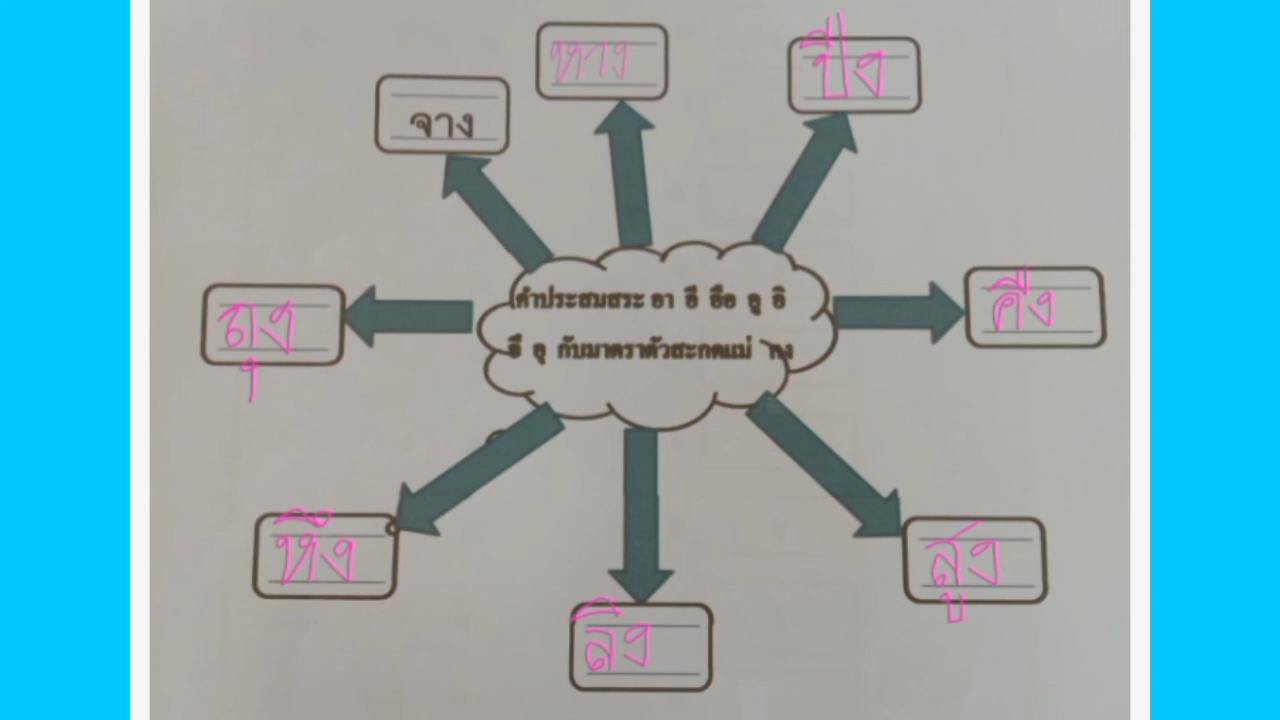 จาง
หาง
ปีง
คืง
คำประสมสระ อา อี อือ อู อิ
อึ อุ กับมาตราตัวสะกดแม่ กง
ถุง
หึง
ลิง
สูง